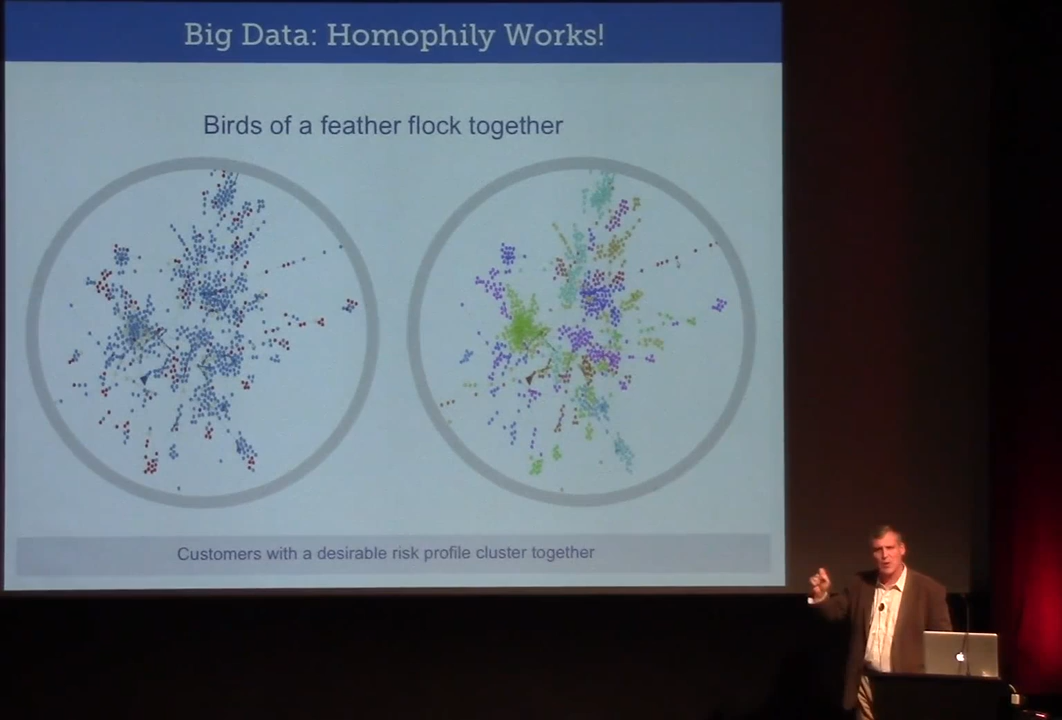 Big Data: Homophily Works!
Birds of a feather flock together
Customers with a desirable risk profile cluster together